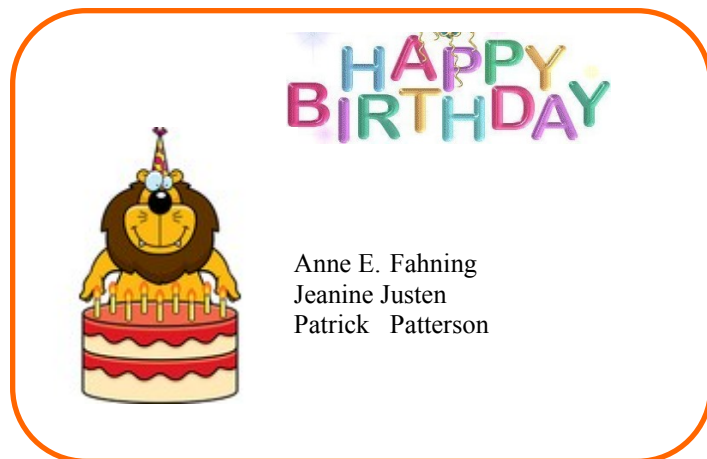 HAPPY
BIRTHDAY
Anne E. Fahning
Jeanine Justen
Patrick Patterson